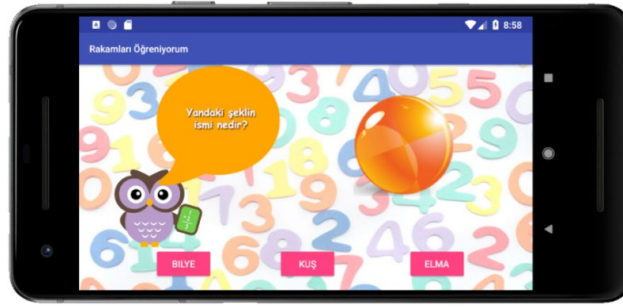 8:58
Rakamları Öğreniyorum
Yandaki şeklin
ismi nedir?
BILYE
KUŞ
ELMA